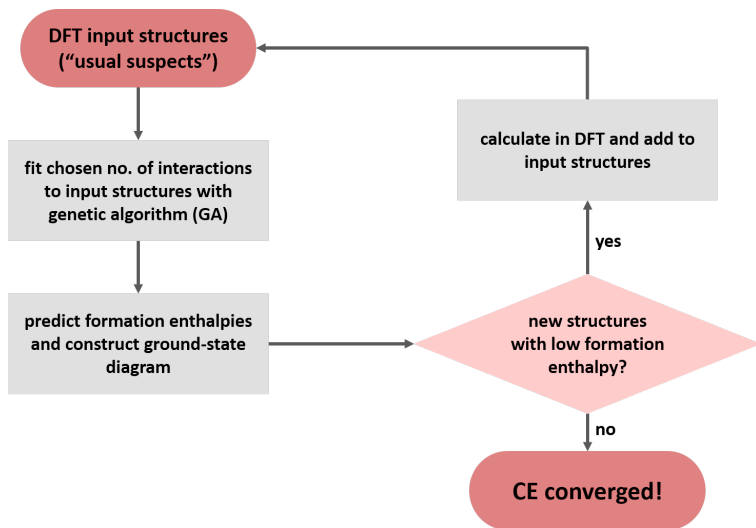 DFT input structures
(“usual suspects”)
fit chosen no. of interactions
to input structures with
genetic algorithm (GA)
predict formation enthalpies
and construct ground-state
diagram
new structures
with low formation
enthalpy?
yes
calculate in DFT and add to
input structures
no
CE converged!